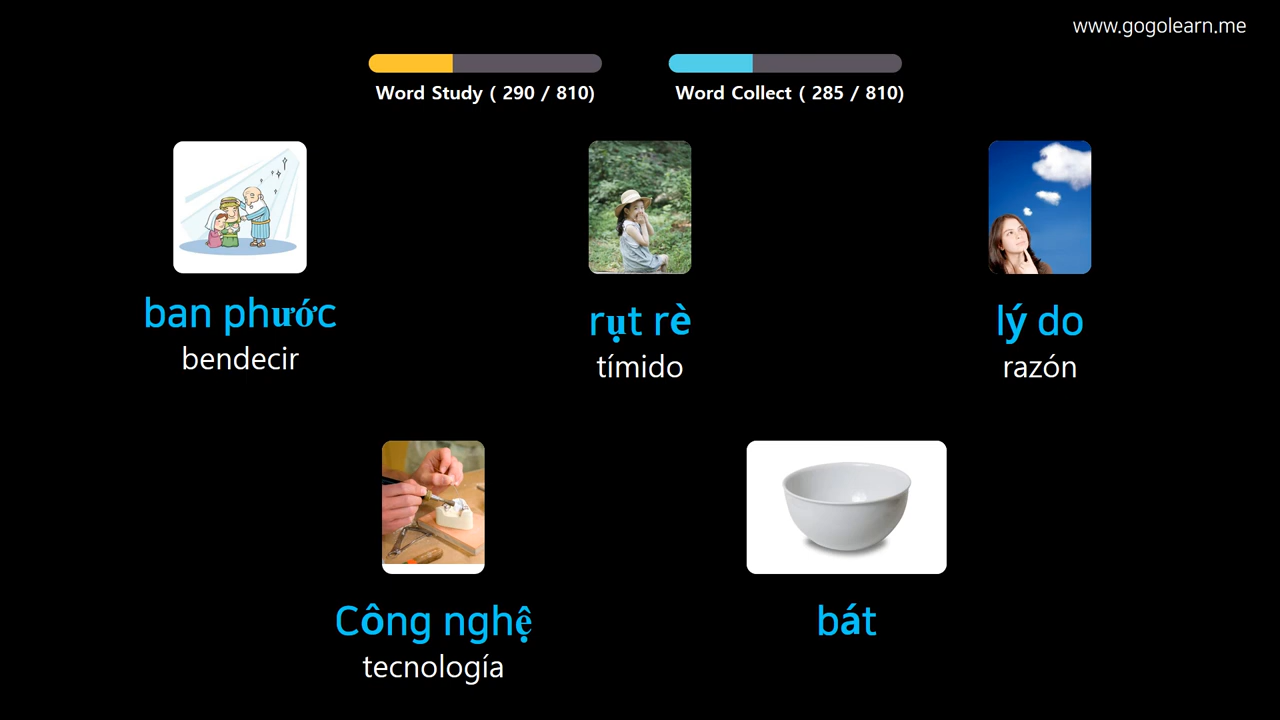 www.gogolearn.me
Word Study ( 290 / 810)
Word Collect ( 285 / 810)
ban phước
bendecir
rụt rè
tímido
lý do
razón
Công nghệ
tecnología
bát